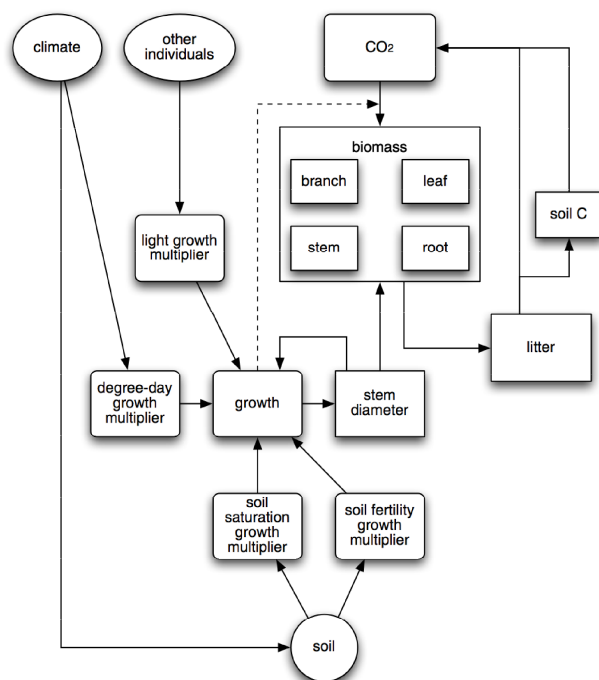 climate
other
individuals
CO2
biomass
branch
leaf
stem
root
soil C
light growth
multiplier
litter
degree-day
growth
multiplier
growth
stem
diameter
soil
saturation
growth
multiplier
soil fertility
growth
multiplier
soil